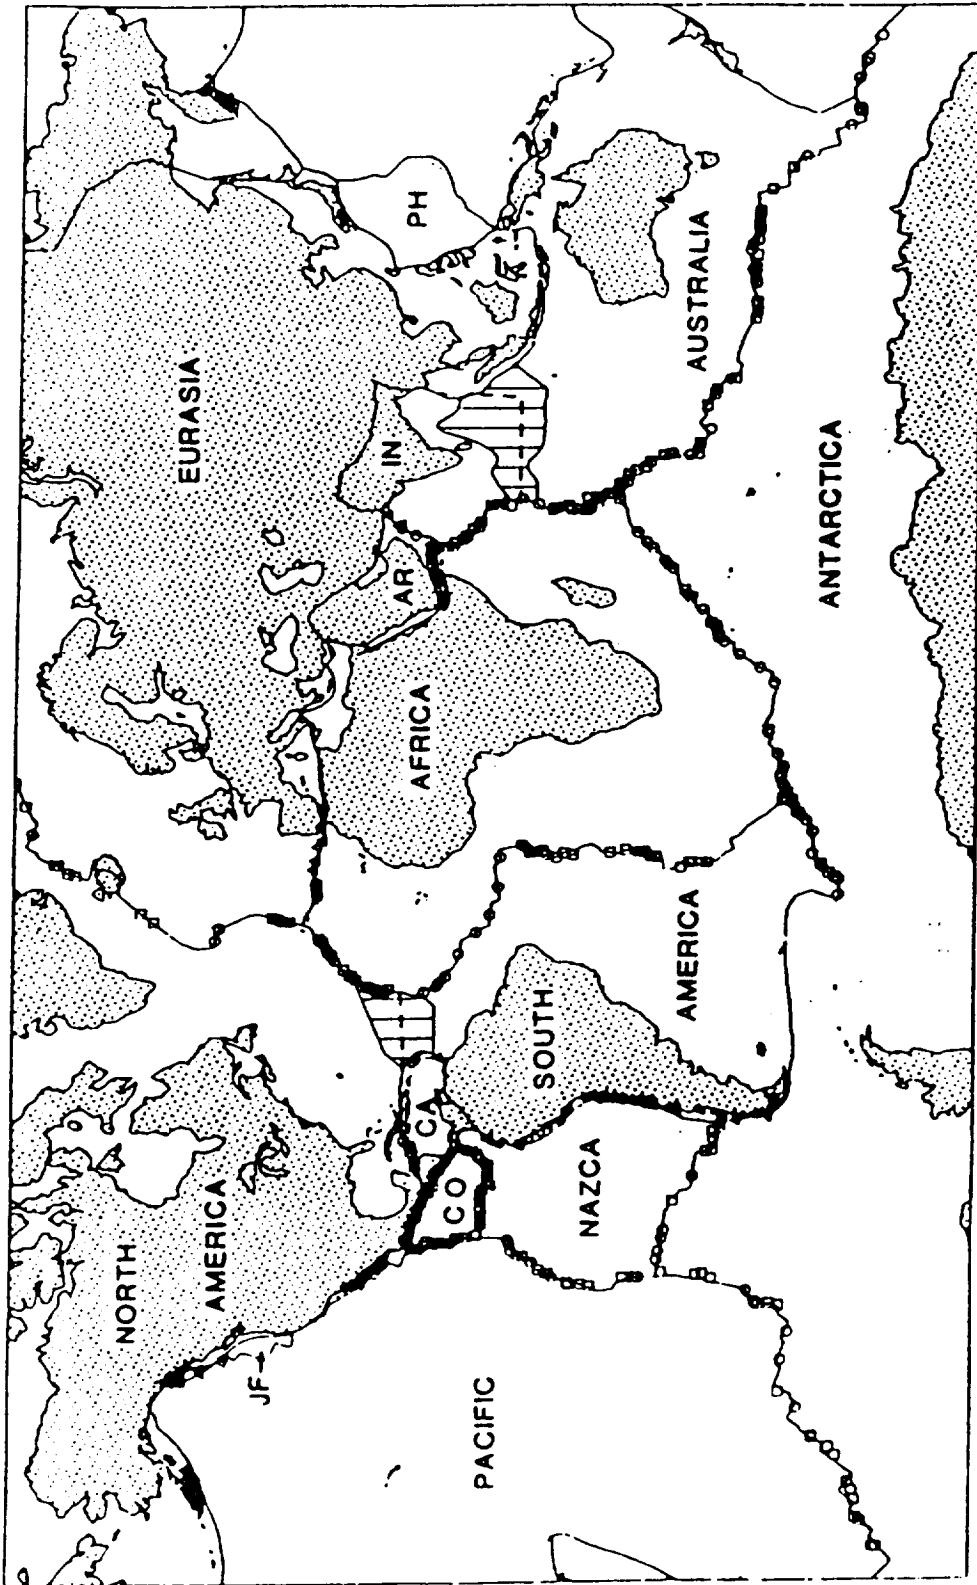 NORTH
AMERICA
EURASIA
JF
CO
CA
AFRICA
AR
IN
PH
PACIFIC
NAZCA
SOUTH
AMERICA
AUSTRALIA
ANTARCTICA